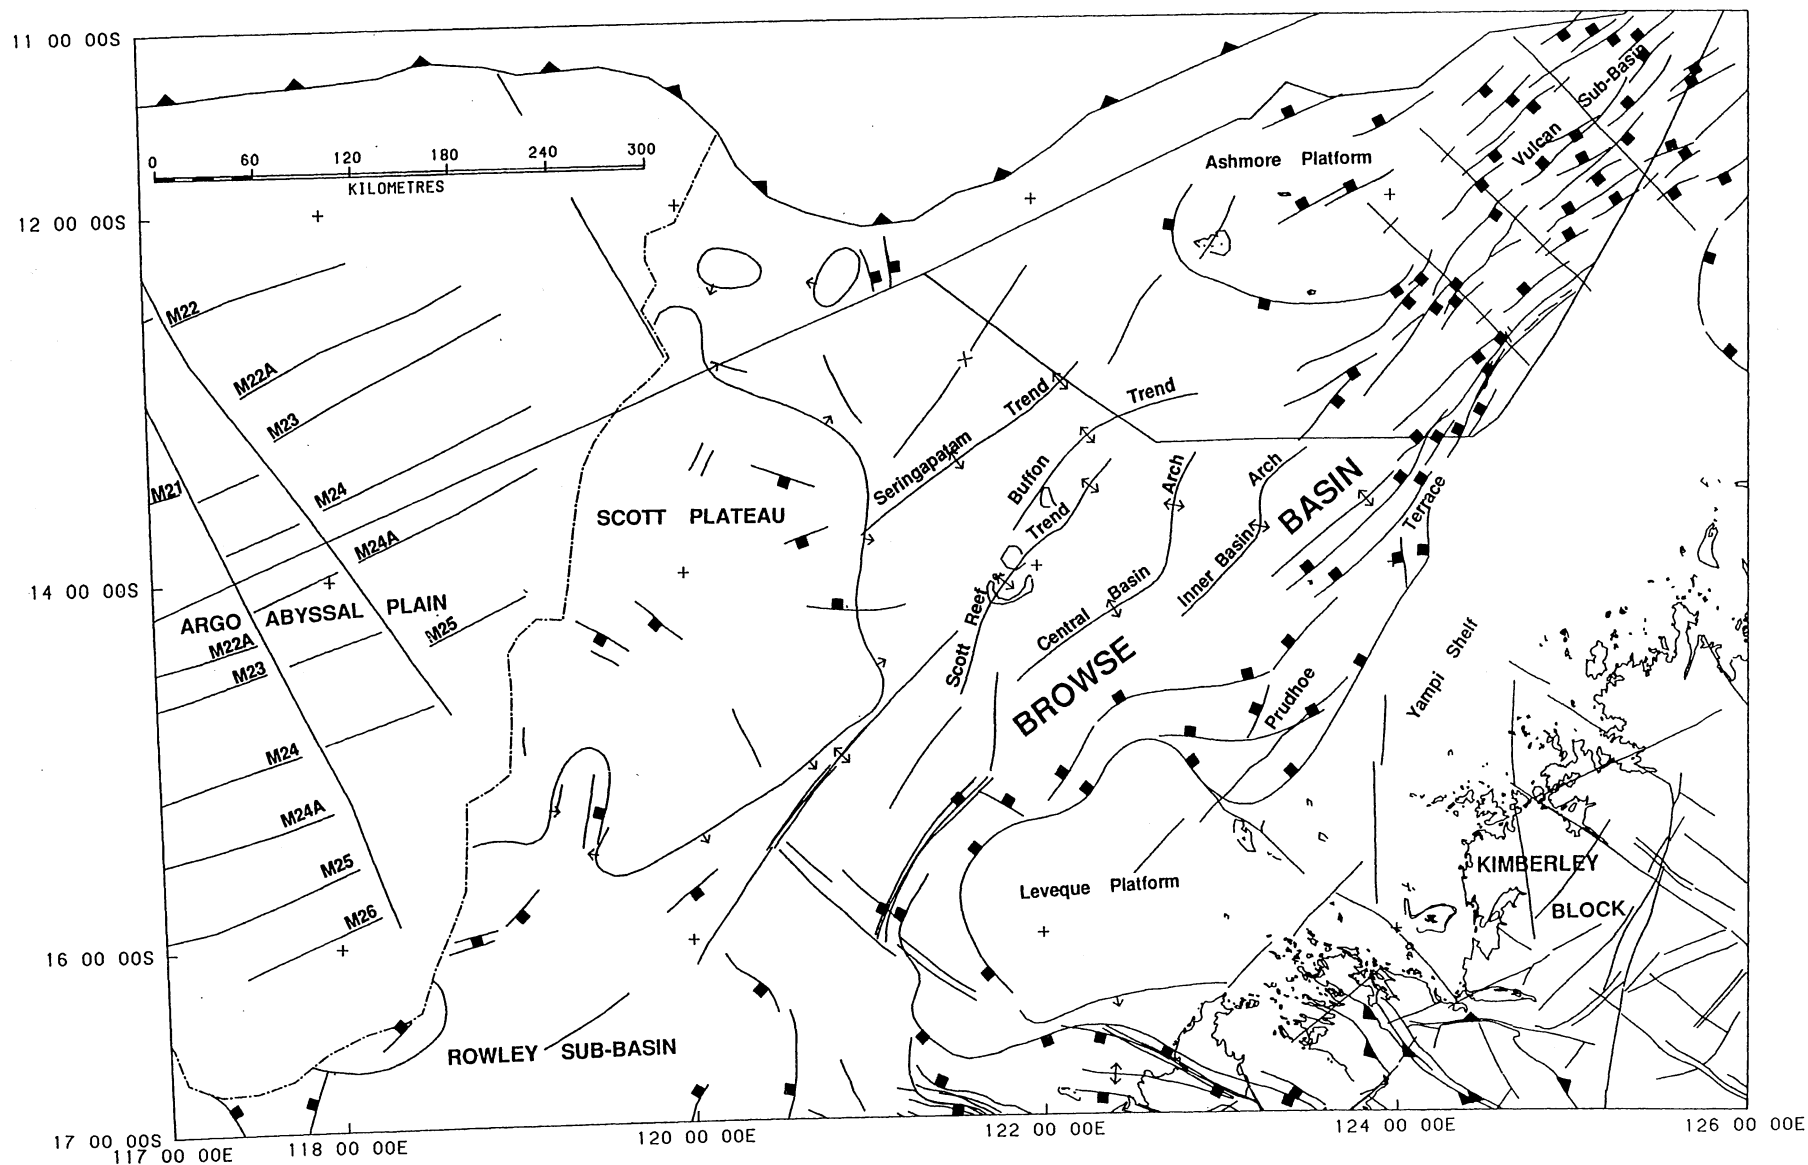 11 00 00S
0 60 120 180 240 300
KILOMETRES
12 00 00S
Ashmore Platform
Vulcan Sub-Basin
M22
M22A
M23
M24
M24A
M25
M21
Seringapatam Trend
Buffon Trend
Scott Reef Trend
Central Basin Arch
Inner Basin Arch
BROWSE BASIN
SCOTT PLATEAU
Terrace
Prudhoe
Yampi Shelf
14 00 00S
ARGO ABYSSAL PLAIN
M22A
M23
M24
M24A
M25
M26
Leveque Platform
KIMBERLEY
BLOCK
16 00 00S
ROWLEY SUB-BASIN
17 00 00S
117 00 00E
118 00 00E
120 00 00E
122 00 00E
124 00 00E
126 00 00E